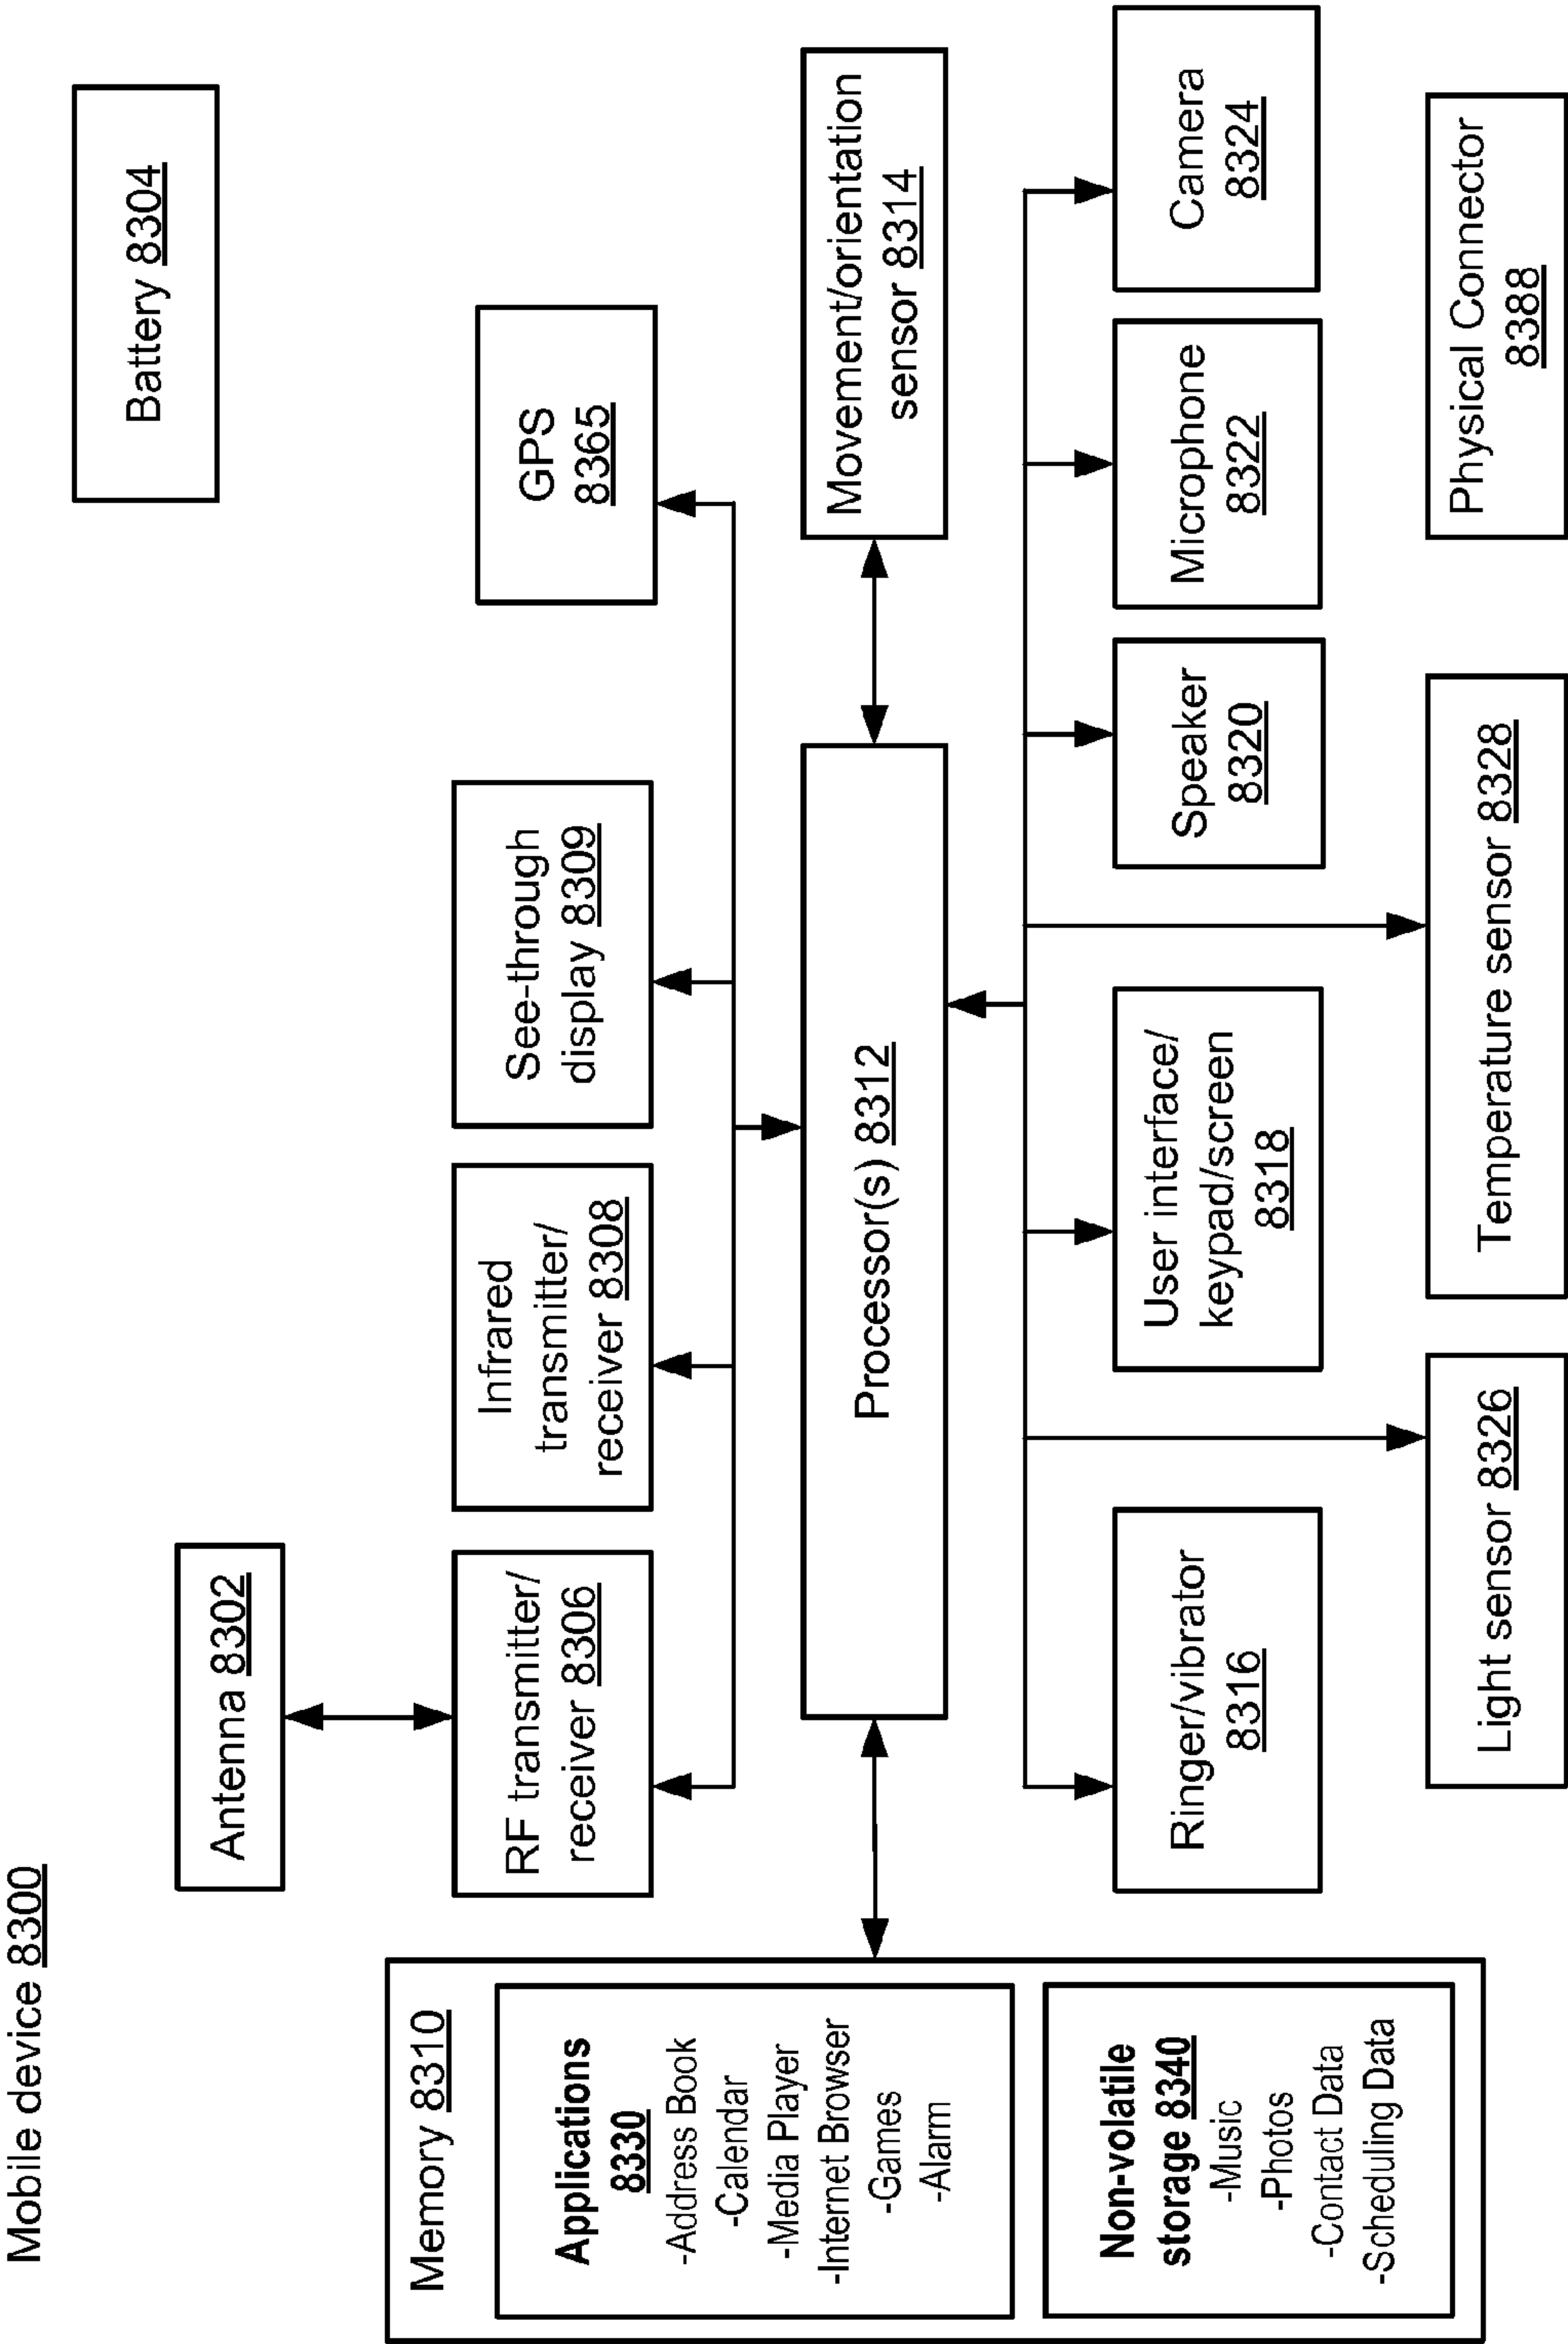 Mobile device 8300
Antenna 8302
Battery 8304
RF transmitter/
receiver 8306
Infrared
transmitter/
receiver 8308
See-through
display 8309
GPS
8365
Memory 8310
Applications
8330
-Address Book
-Calendar
-Media Player
-Internet Browser
-Games
-Alarm
Non-volatile
storage 8340
-Music
-Photos
-Contact Data
-Scheduling Data
Processor(s) 8312
Movement/orientation
sensor 8314
Ringer/vibrator
8316
User interface/
keypad/screen
8318
Speaker
8320
Microphone
8322
Camera
8324
Light sensor 8326
Temperature sensor 8328
Physical Connector
8388